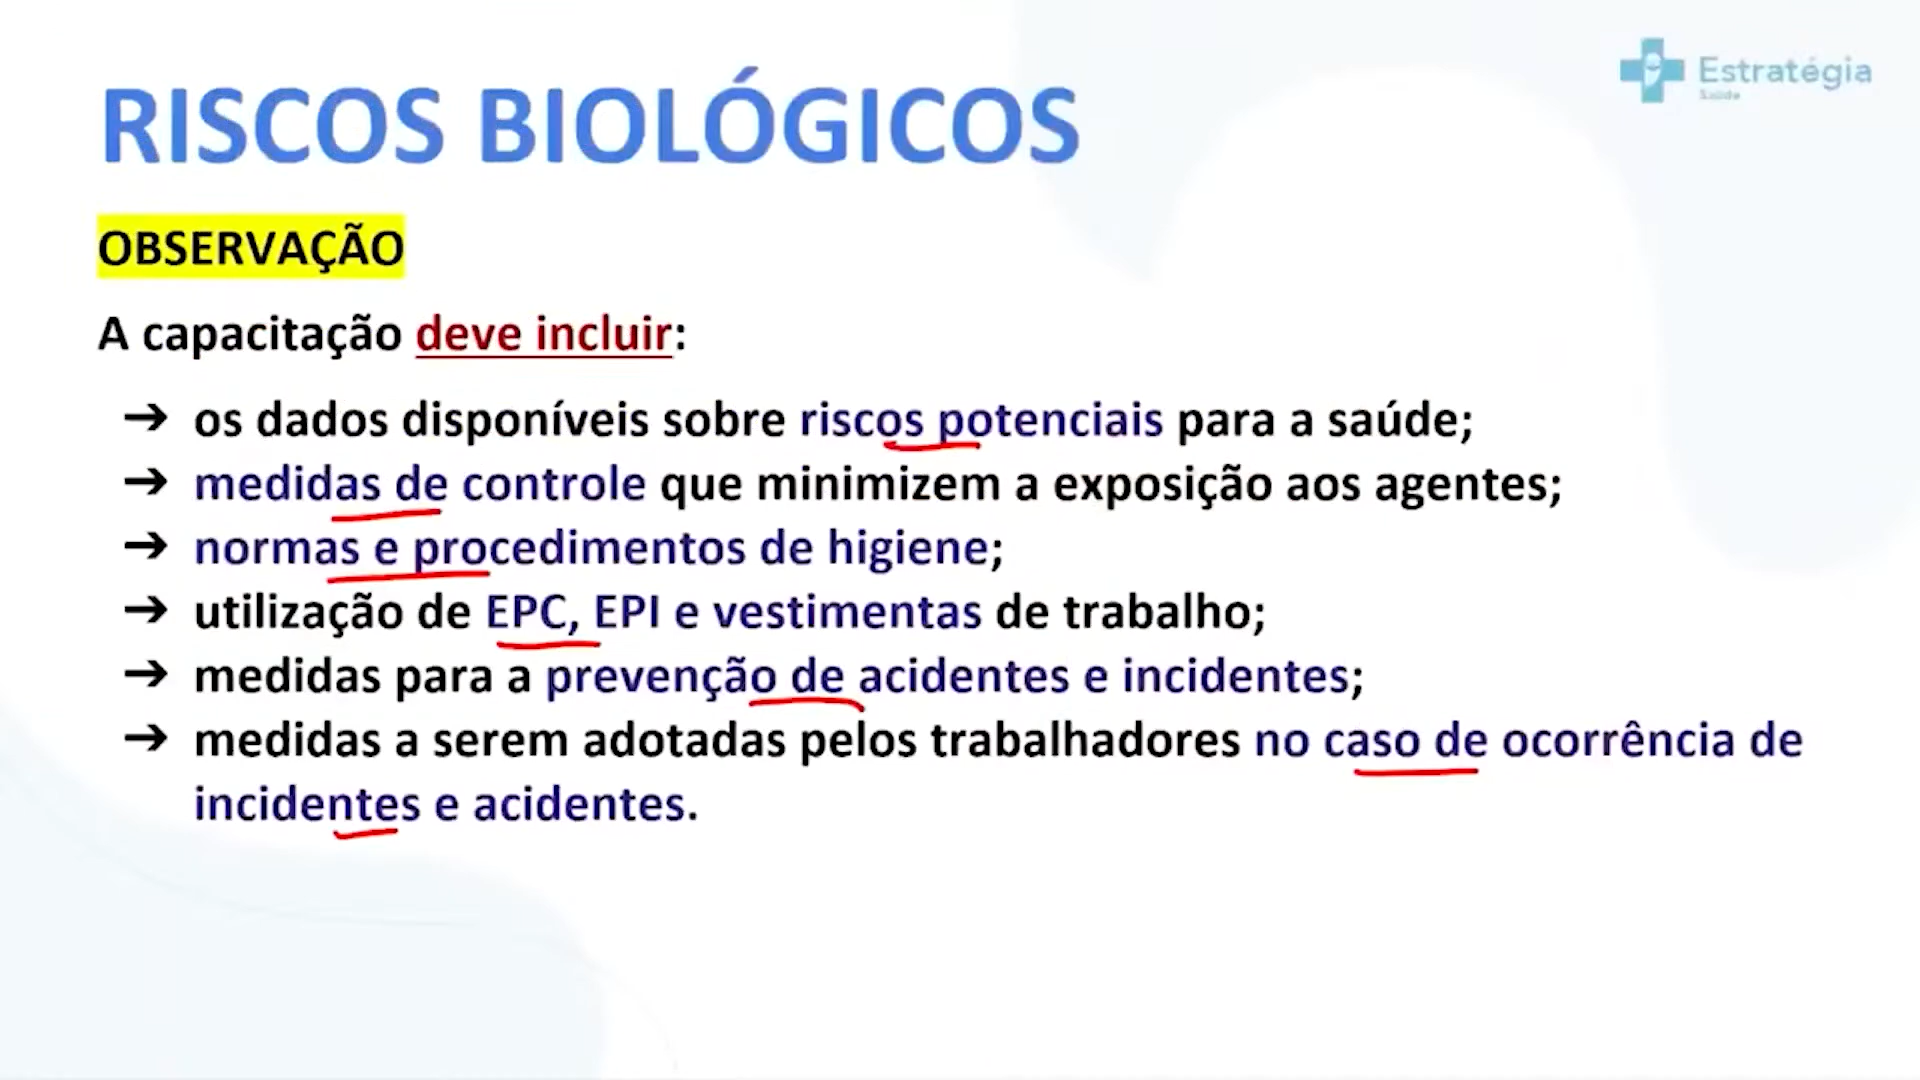 Estratégia
Saúde
RISCOS BIOLÓGICOS
OBSERVAÇÃO
A capacitação deve incluir:
➔ os dados disponíveis sobre riscos potenciais para a saúde;
➔ medidas de controle que minimizem a exposição aos agentes;
➔ normas e procedimentos de higiene;
➔ utilização de EPC, EPI e vestimentas de trabalho;
➔ medidas para a prevenção de acidentes e incidentes;
➔ medidas a serem adotadas pelos trabalhadores no caso de ocorrência de
incidentes e acidentes.